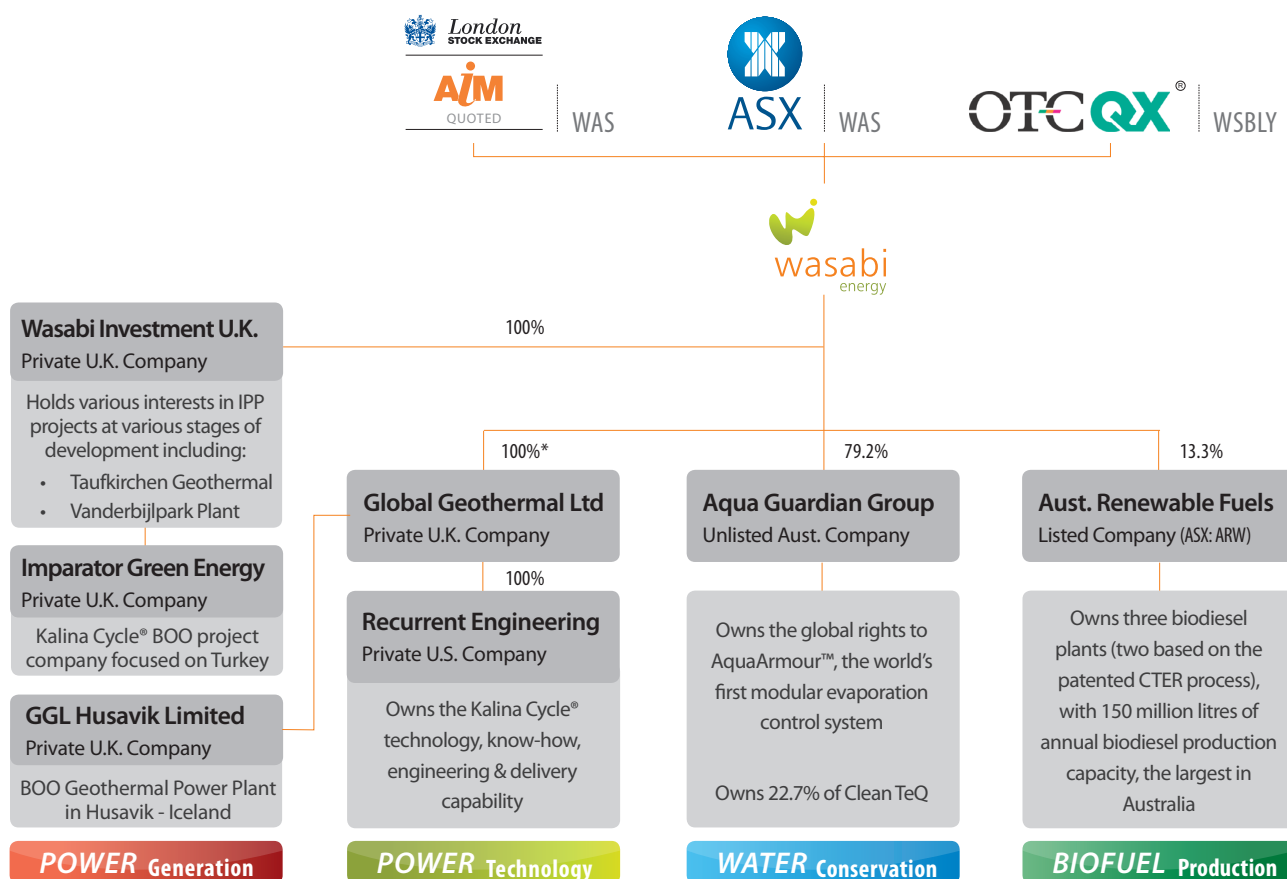 London
STOCK EXCHANGE
AiM
QUOTED
WAS
ASX
WAS
OTCQX®
WSBLY
wasabi
energy
100%
Wasabi Investment U.K.
Private U.K. Company
Holds various interests in IPP
projects at various stages of
development including:
• Taufkirchen Geothermal
• Vanderbijlpark Plant
Imparator Green Energy
Private U.K. Company
Kalina Cycle® BOO project
company focused on Turkey
GGL Husavik Limited
Private U.K. Company
BOO Geothermal Power Plant
in Husavik - Iceland
POWER Generation
100%*
Global Geothermal Ltd
Private U.K. Company
100%
Recurrent Engineering
Private U.S. Company
Owns the Kalina Cycle®
technology, know-how,
engineering & delivery
capability
POWER Technology
79.2%
Aqua Guardian Group
Unlisted Aust. Company
Owns the global rights to
AquaArmour™, the world's
first modular evaporation
control system
Owns 22.7% of Clean TeQ
WATER Conservation
13.3%
Aust. Renewable Fuels
Listed Company (ASX: ARW)
Owns three biodiesel
plants (two based on the
patented CTER process),
with 150 million litres of
annual biodiesel production
capacity, the largest in
Australia
BIOFUEL Production